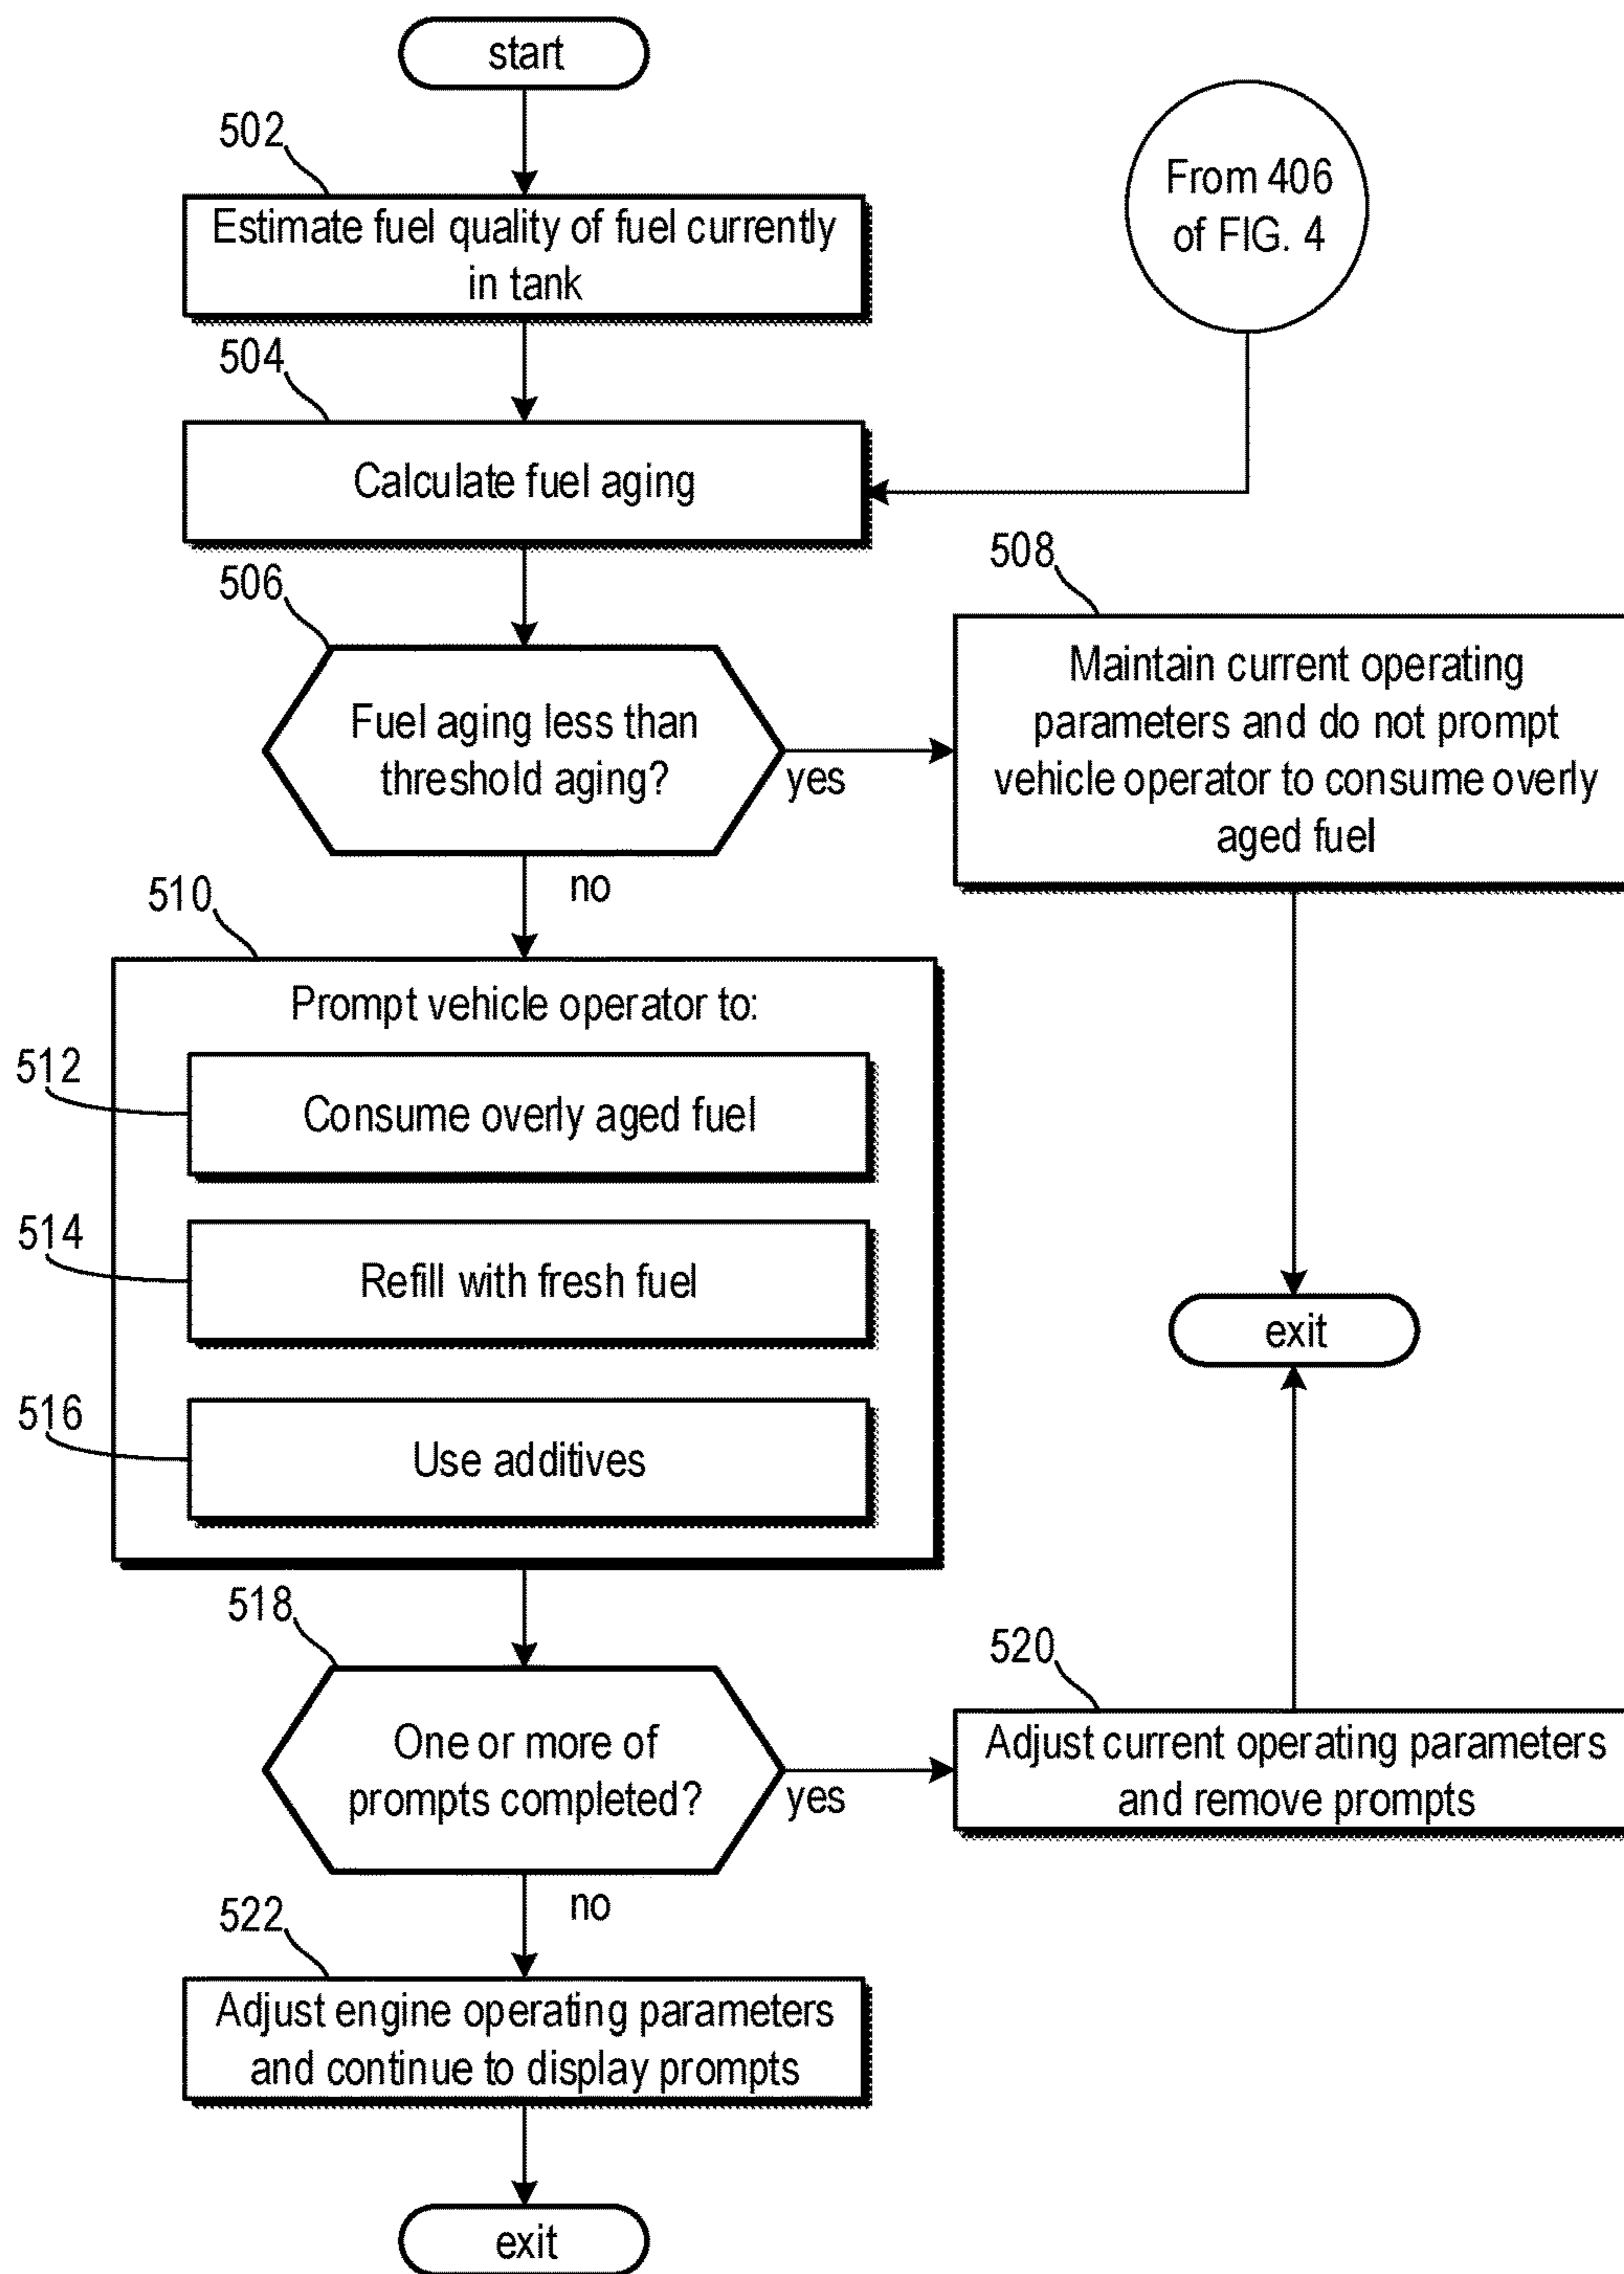 start
From 406
of FIG. 4
502
Estimate fuel quality of fuel currently
in tank
504
Calculate fuel aging
506
Fuel aging less than
threshold aging?
yes
508
Maintain current operating
parameters and do not prompt
vehicle operator to consume overly
aged fuel
no
510
Prompt vehicle operator to:
512
Consume overly aged fuel
514
Refill with fresh fuel
exit
516
Use additives
518
One or more of
prompts completed?
yes
520
Adjust current operating parameters
and remove prompts
no
522
Adjust engine operating parameters
and continue to display prompts
exit